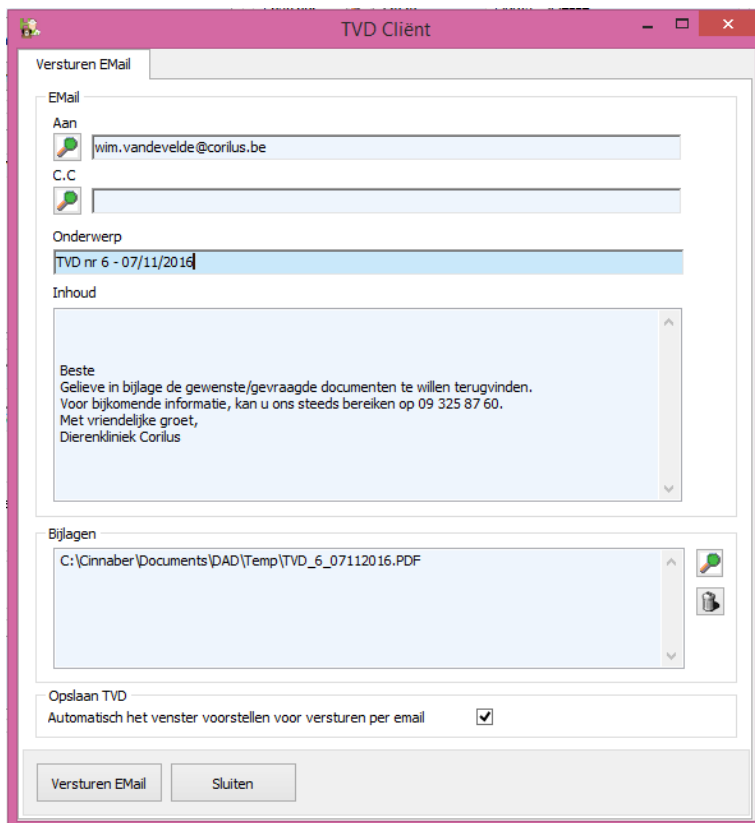 TVD Cliënt
Versturen EMail
EMail
Aan
wim.vandevelde@corilus.be
C.C
Onderwerp
TVD nr 6 - 07/11/2016
Inhoud
Beste
Gelieve in bijlage de gewenste/gevraagde documenten te willen terugvinden.
Voor bijkomende informatie, kan u ons steeds bereiken op 09 325 87 60.
Met vriendelijke groet,
Dierenkliniek Corilus
Bijlagen
C:\Cinnaber\Documents\DAD\Temp\TVD_6_07112016.PDF
Opslaan TVD
Automatisch het venster voorstellen voor versturen per email
Versturen EMail
Sluiten